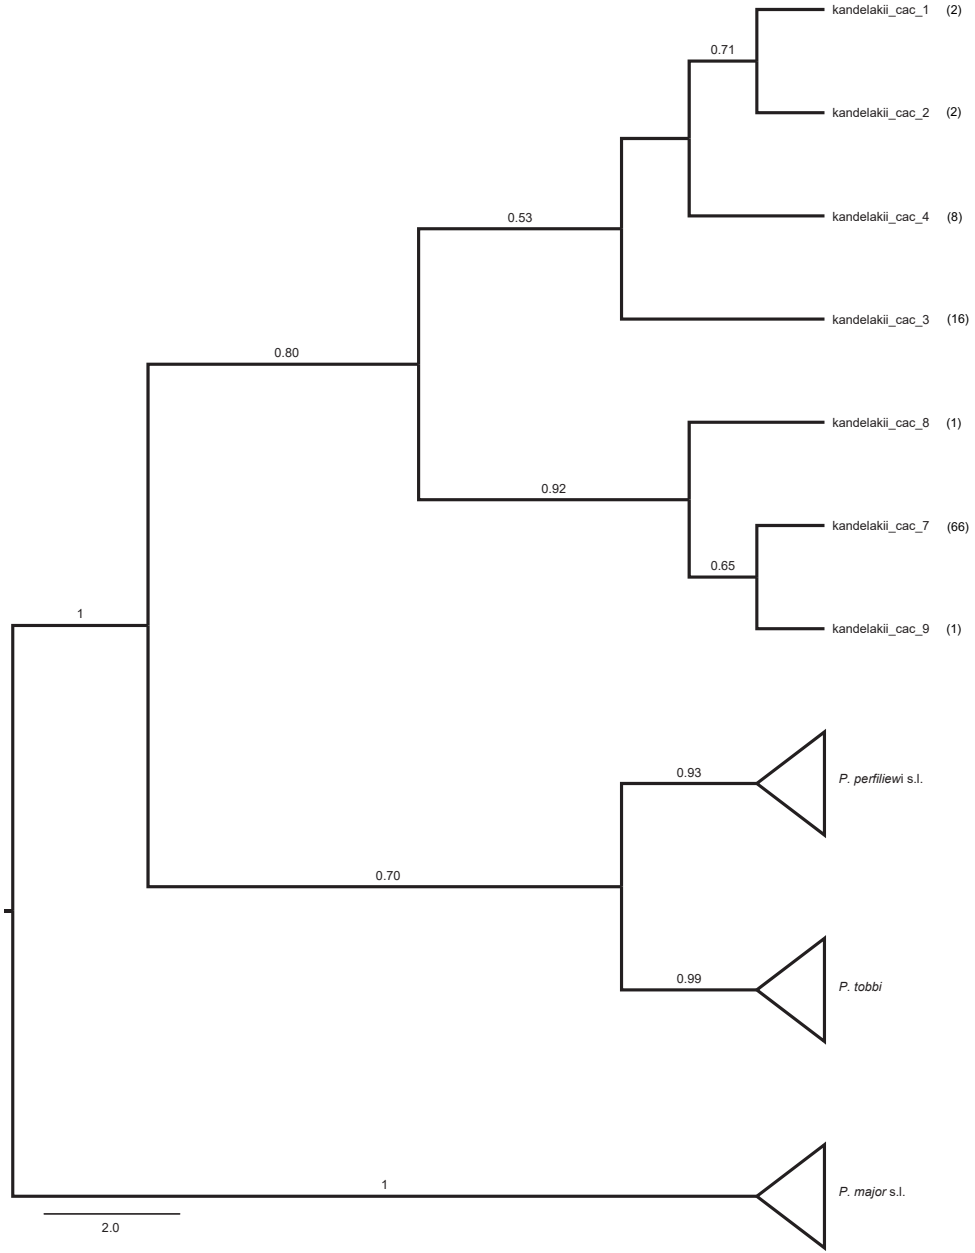 kandelakii_cac_1 (2)
0.71
kandelakii_cac_2 (2)
kandelakii_cac_4 (8)
0.53
kandelakii_cac_3 (16)
0.80
kandelakii_cac_8 (1)
0.92
kandelakii_cac_7 (66)
0.65
1
kandelakii_cac_9 (1)
0.93
P. perfiliewi s.l.
0.70
0.99
P. tobbi
1
P. major s.l.
2.0